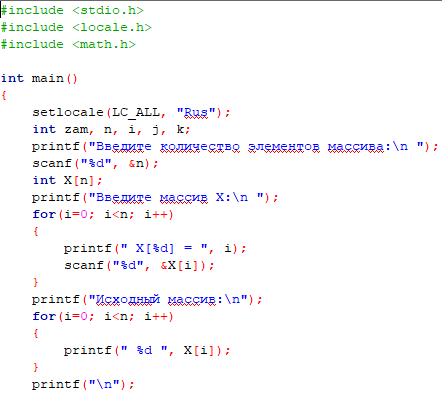 #include <stdio.h>
#include <locale.h>
#include <math.h>

int main()
{
    setlocale(LC_ALL, "Rus");
    int zam, n, i, j, k;
    printf("Введите количество элементов массива:\n ");
    scanf("%d", &n);
    int X[n];
    printf("Введите массив X:\n ");
    for(i=0; i<n; i++)
    {
        printf(" X[%d] = ", i);
        scanf("%d", &X[i]);
    }
    printf("Исходный массив:\n");
    for(i=0; i<n; i++)
    {
        printf(" %d ", X[i]);
    }
    printf("\n");